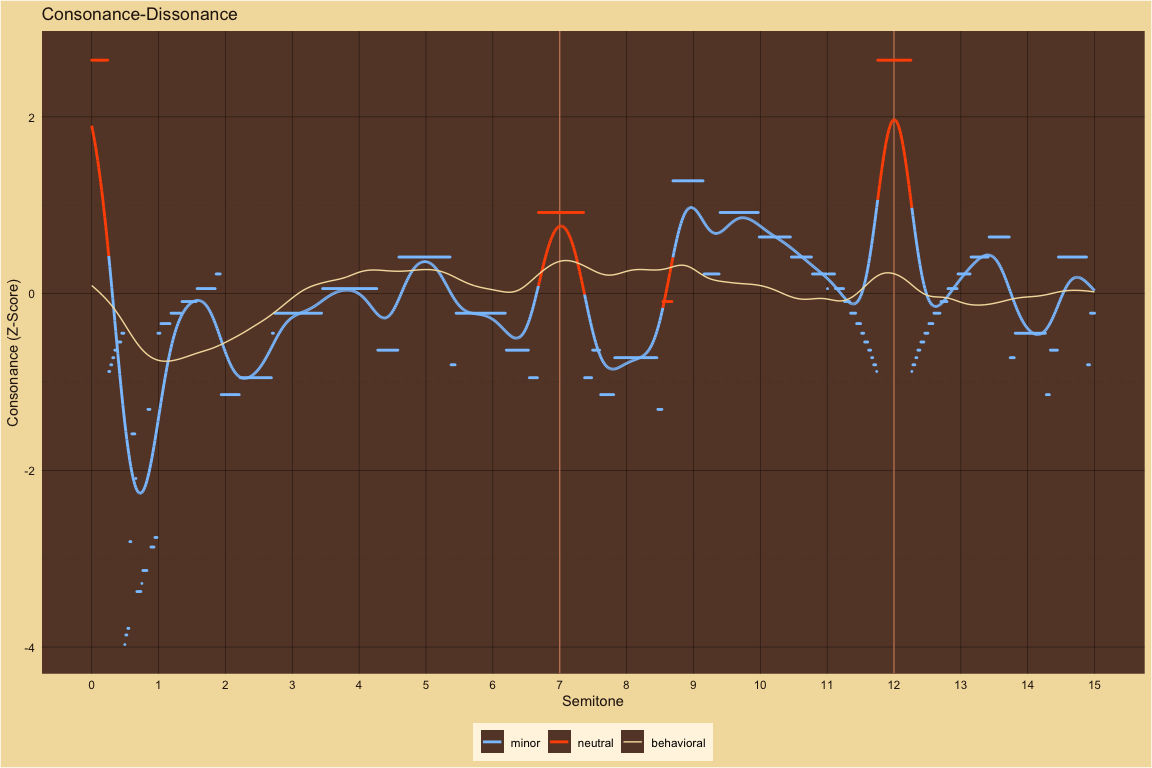 Consonance-Dissonance
Consonance (Z-Score)
2
0
-2
-4
0 1 2 3 4 5 6 7 8 9 10 11 12 13 14 15
Semitone
minor neutral behavioral